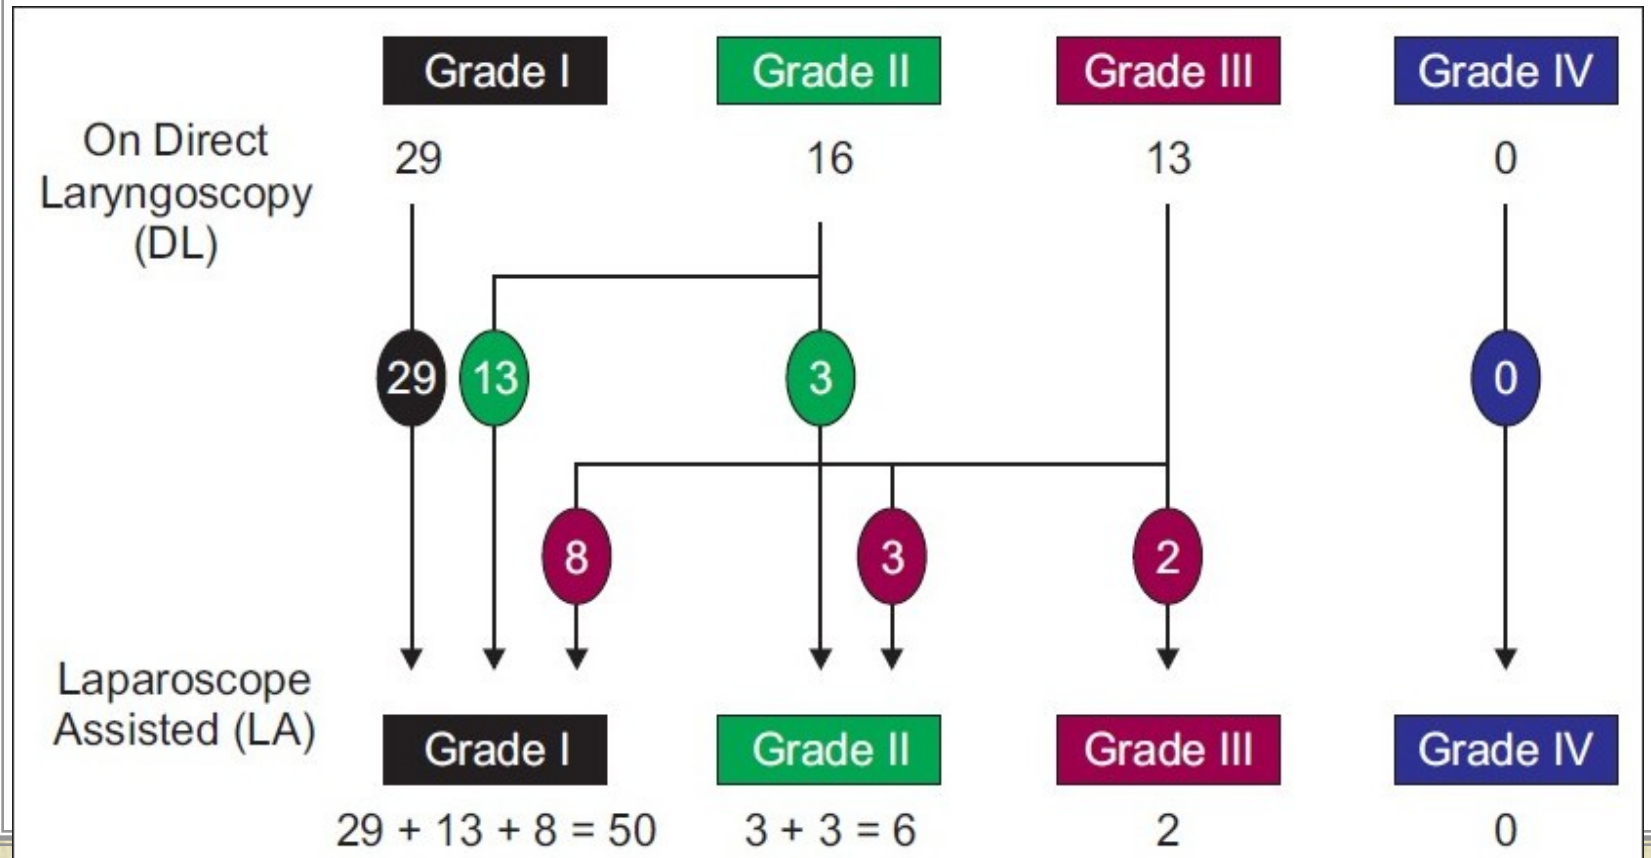 Grade I
Grade II
Grade III
Grade IV
On Direct
Laryngoscopy
(DL)
29
16
13
0
29
13
3
0
8
3
2
Laparoscope
Assisted (LA)
Grade I
Grade II
Grade III
Grade IV
29 + 13 + 8 = 50
3 + 3 = 6
2
0